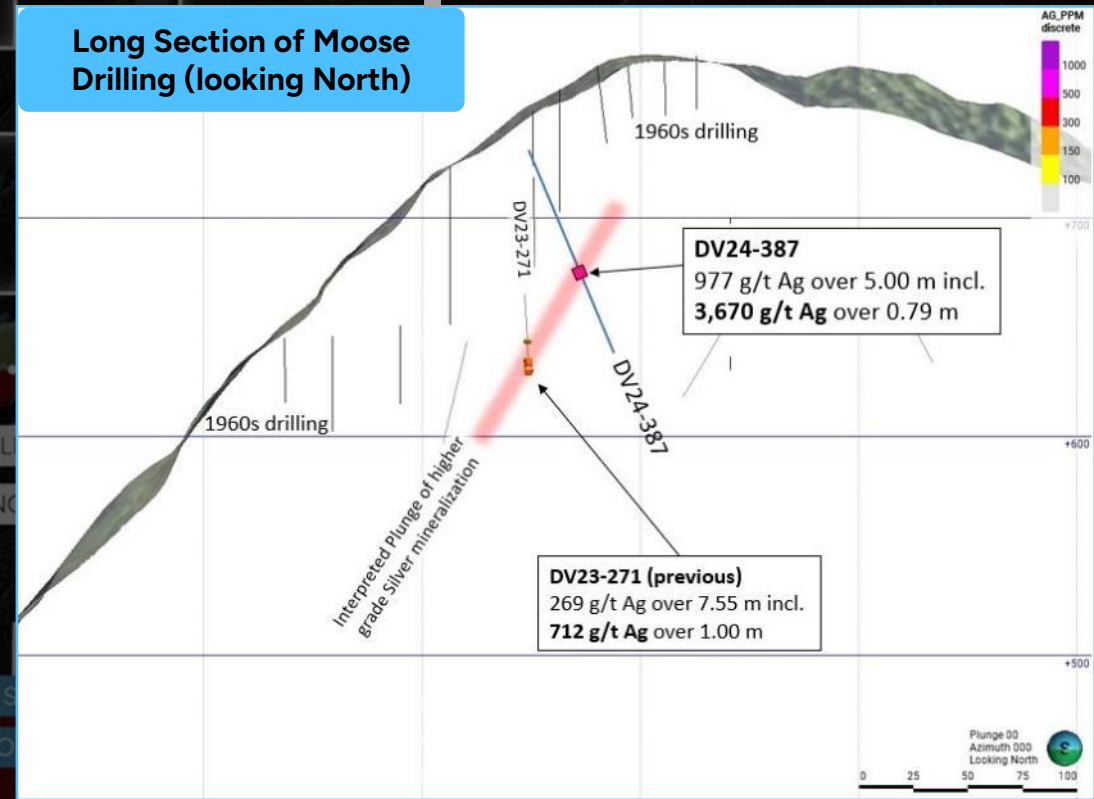 Long Section of Moose
Drilling (looking North)
AG_PPM
discrete
1000
500
300
150
100
1960s drilling
DV23-271
+700
DV24-387
977 g/t Ag over 5.00 m incl.
3,670 g/t Ag over 0.79 m
DV24-387
1960s drilling
+600
Interpreted Plunge of higher
grade Silver mineralization
DV23-271 (previous)
269 g/t Ag over 7.55 m incl.
712 g/t Ag over 1.00 m
+500
Plunge 00
Azimuth 000
Looking North
S
0 25 50 75 100